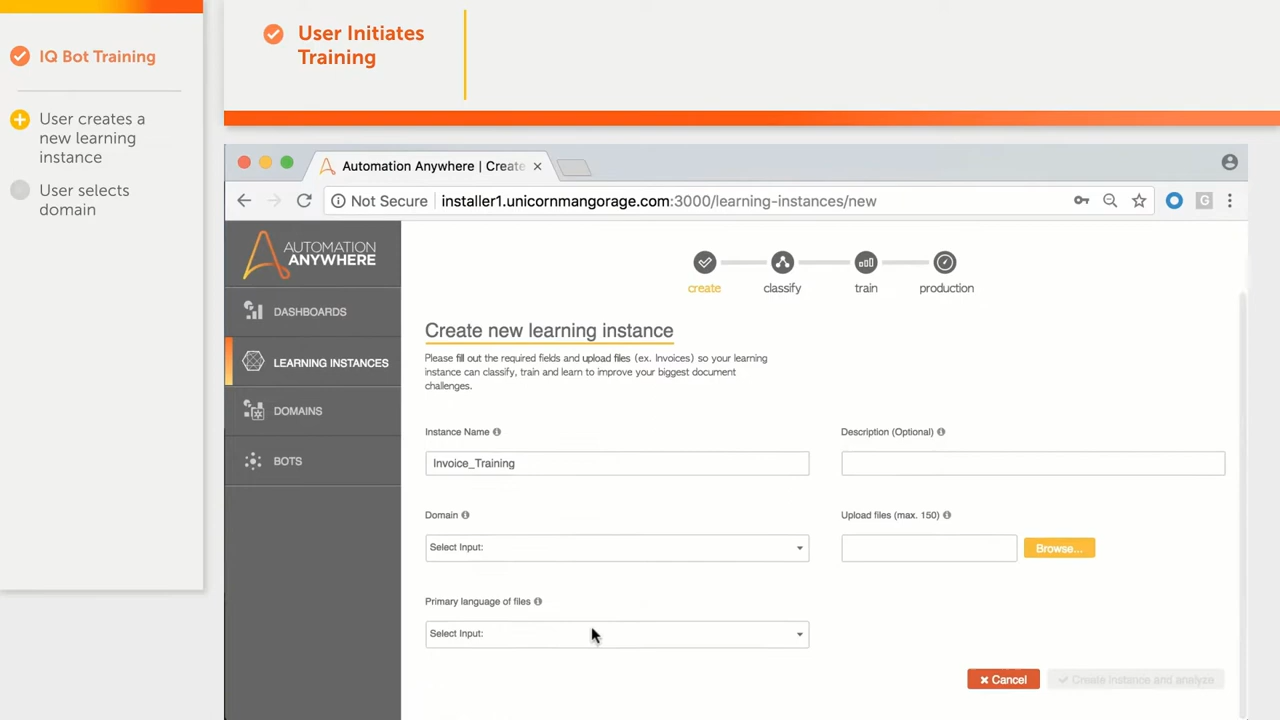 IQ Bot Training
User creates a
new learning
instance
User selects
domain
User Initiates
Training
Automation Anywhere | Create
Not Secure installer1.unicornmangorage.com:3000/learning-instances/new
G
AUTOMATION
ANYWHERE
DASHBOARDS
LEARNING INSTANCES
DOMAINS
BOTS
create classify train production
Create new learning instance
Please fill out the required fields and upload files (ex. Invoices) so your learning
instance can classify, train and learn to improve your biggest document
challenges.
Instance Name
Invoice_Training
Description (Optional)
Domain
Select Input:
Upload files (max. 150)
Browse...
Primary language of files
Select Input:
Cancel
Create instance and analyze